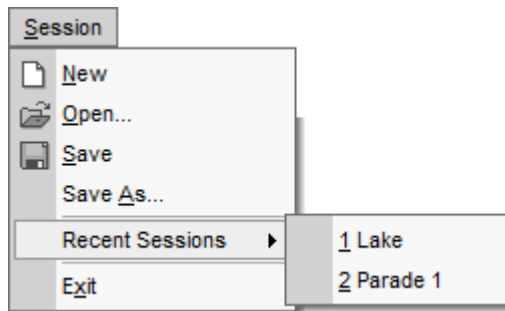 Session
New
Open...
Save
Save As...
Recent Sessions
1 Lake
2 Parade 1
Exit